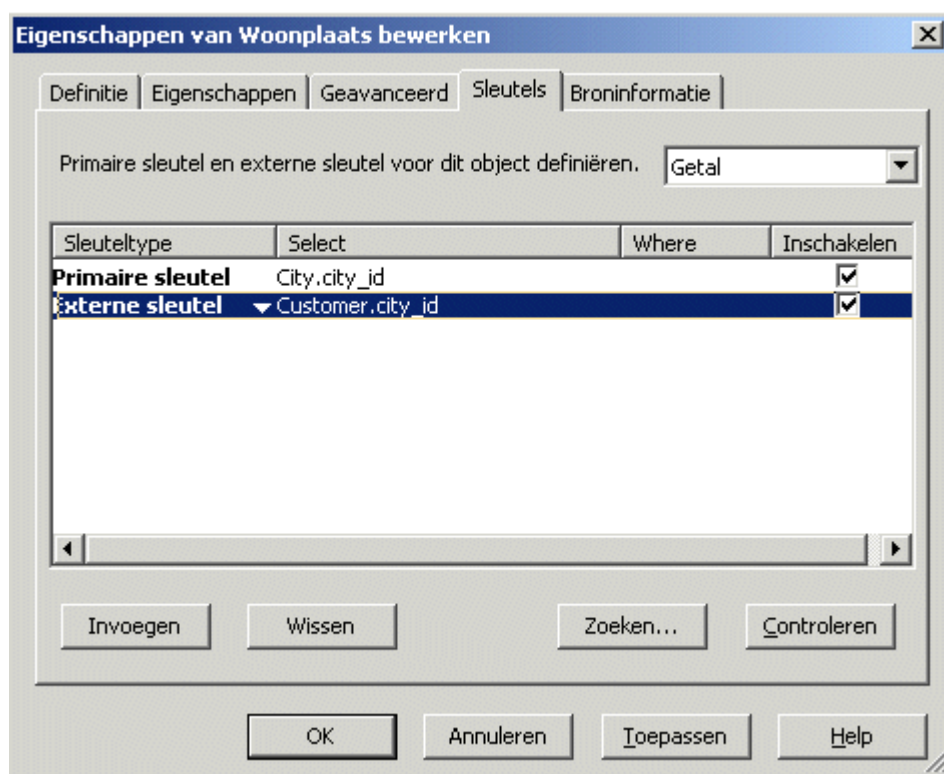 Eigenschappen van Woonplaats bewerken
Definitie Eigenschappen Geavanceerd Sleutels Broninformatie
Primaire sleutel en externe sleutel voor dit object definiëren. Getal
Sleuteltype Select Where Inschakelen
Primaire sleutel City.city_id
Externe sleutel Customer.city_id
Invoegen Wissen Zoeken... Controleren
OK Annuleren Toepassen Help